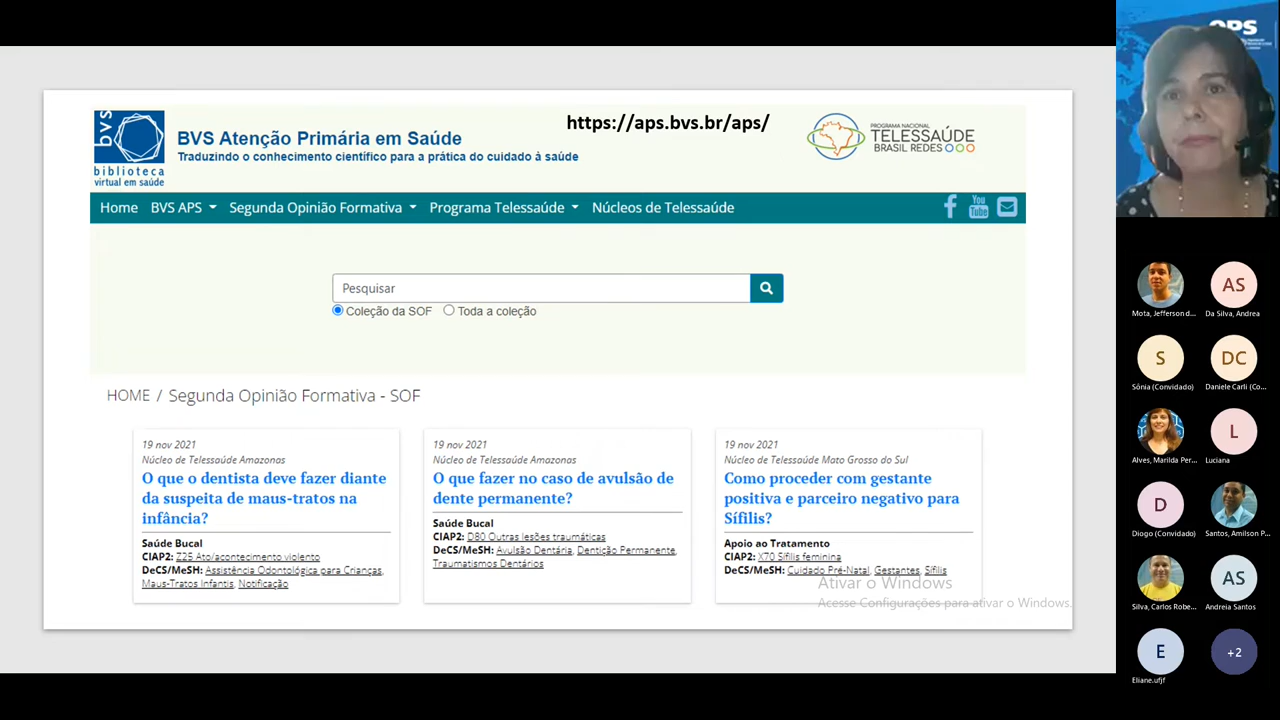 OPS
bvs
biblioteca
virtual em saúde
BVS Atenção Primária em Saúde
Traduzindo o conhecimento científico para a prática do cuidado à saúde
https://aps.bvs.br/aps/
PROGRAMA NACIONAL
TELESSAÚDE
BRASIL REDES
Home BVS APS Segunda Opinião Formativa Programa Telessaúde Núcleos de Telessaúde
You
Tube
Pesquisar
Coleção da SOF Toda a coleção
HOME / Segunda Opinião Formativa - SOF
19 nov 2021
Núcleo de Telessaúde Amazonas
O que o dentista deve fazer diante
da suspeita de maus-tratos na
infância?
Saúde Bucal
CIAP2: Z25 Ato/acontecimento violento
DeCS/MeSH: Assistência Odontológica para Crianças,
Maus-Tratos Infantis, Notificação
19 nov 2021
Núcleo de Telessaúde Amazonas
O que fazer no caso de avulsão de
dente permanente?
Saúde Bucal
CIAP2: D80 Outras lesões traumáticas
DeCS/MeSH: Avulsão Dentária, Dentição Permanente,
Traumatismos Dentários
19 nov 2021
Núcleo de Telessaúde Mato Grosso do Sul
Como proceder com gestante
positiva e parceiro negativo para
Sífilis?
Apoio ao Tratamento
CIAP2: X70 Sífilis feminina
DeCS/MeSH: Cuidado Pré-Natal, Gestantes, Sífilis
Ativar o Windows
Acesse Configurações para ativar o Windows.
AS
Mota, Jefferson d... Da Silva, Andrea
S DC
Sônia (Convidado) Daniele Carli (Co...
L
Alves, Marilda Per... Luciana
D
Diogo (Convidado) Santos, Amilson P...
AS
Silva, Carlos Robe... Andreia Santos
E +2
Eliane.ufjf